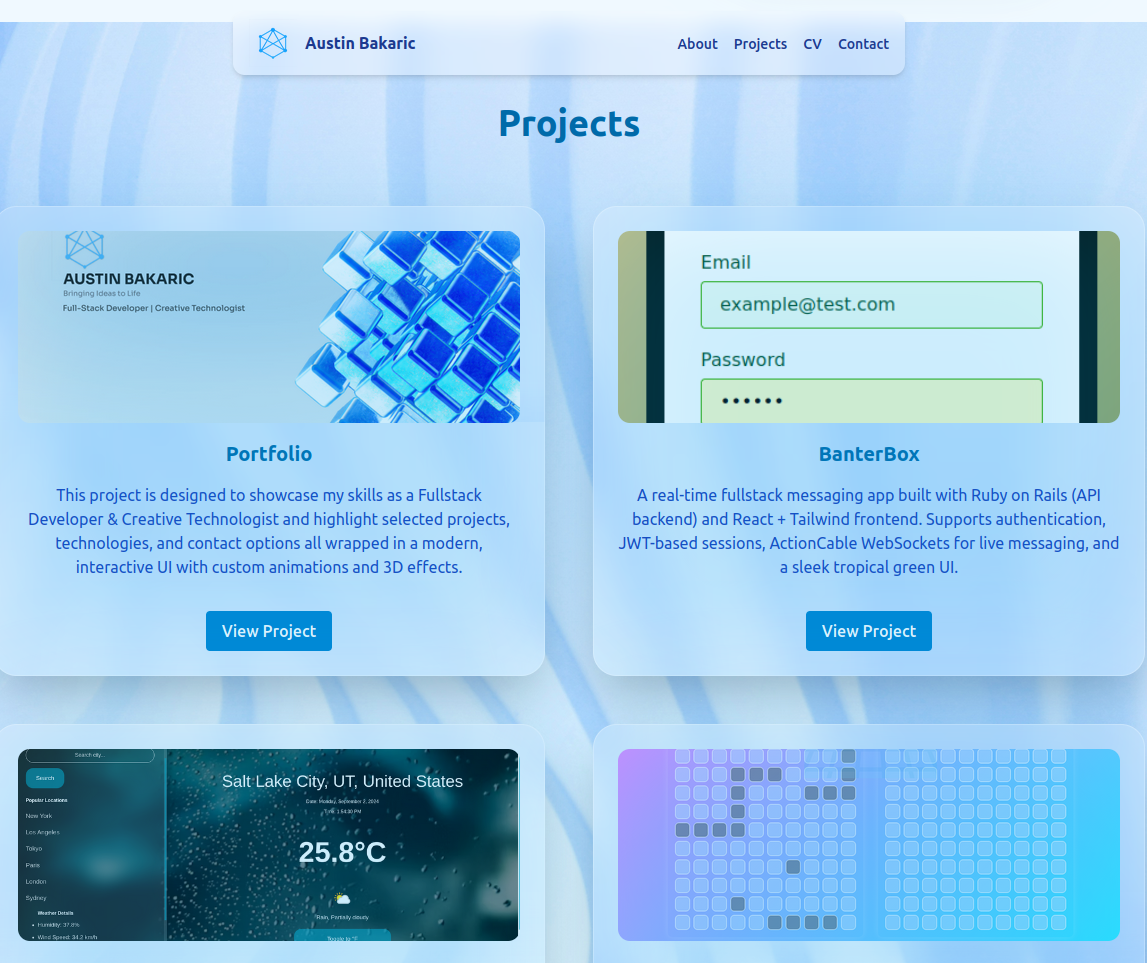 Austin Bakaric
About Projects CV Contact
Projects
AUSTIN BAKARIC
Bringing Ideas to Life
Full-Stack Developer | Creative Technologist
Portfolio
This project is designed to showcase my skills as a Fullstack
Developer & Creative Technologist and highlight selected projects,
technologies, and contact options all wrapped in a modern,
interactive UI with custom animations and 3D effects.
View Project
Email
example@test.com
Password
••••••
BanterBox
A real-time fullstack messaging app built with Ruby on Rails (API
backend) and React + Tailwind frontend. Supports authentication,
JWT-based sessions, ActionCable WebSockets for live messaging, and
a sleek tropical green UI.
View Project
Search city...
Search
Popular Locations
New York
Los Angeles
Tokyo
Paris
London
Sydney
Weather Details
• Humidity: 37.8%
• Wind Speed: 34.2 km/h
Salt Lake City, UT, United States
Date: Monday, September 2, 2024
Time: 1:54:30 PM
25.8°C
Rain, Partially cloudy
Toggle to °F